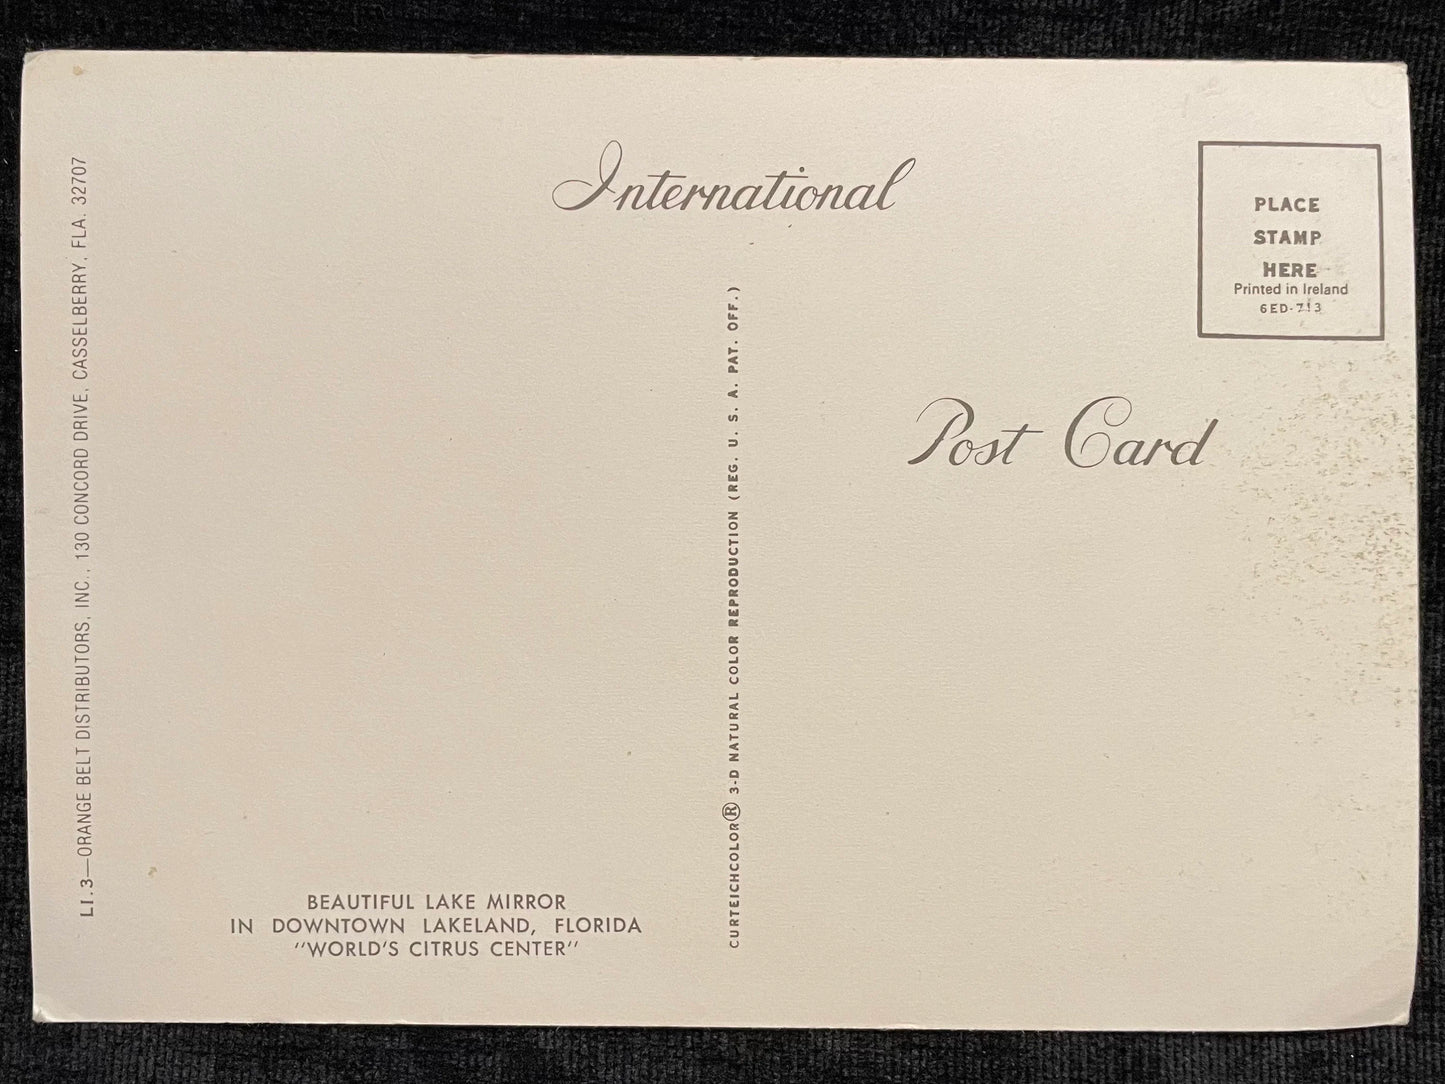 International
PLACE
STAMP
HERE
Printed in Ireland
6ED-713
Post Card
LI.3—ORANGE BELT DISTRIBUTORS, INC., 130 CONCORD DRIVE, CASSELBERRY, FLA. 32707
CURTEICHCOLOR® 3-D NATURAL COLOR REPRODUCTION (REG. U. S. A. PAT. OFF.)
BEAUTIFUL LAKE MIRROR
IN DOWNTOWN LAKELAND, FLORIDA
"WORLD'S CITRUS CENTER"